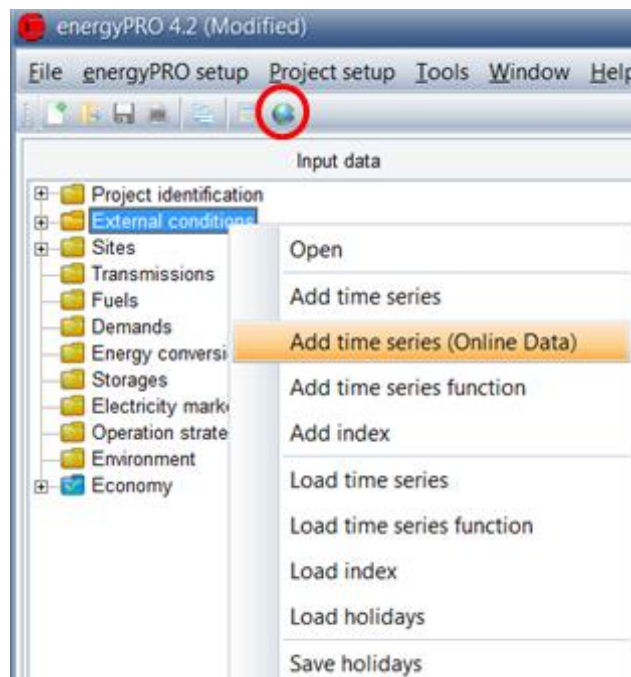 energyPRO 4.2 (Modified)
File energyPRO setup Project setup Tools Window Help
Input data
Project identification
External conditions
Sites
Transmissions
Fuels
Demands
Energy conversi
Storages
Electricity mark
Operation strate
Environment
Economy
Open
Add time series
Add time series (Online Data)
Add time series function
Add index
Load time series
Load time series function
Load index
Load holidays
Save holidays